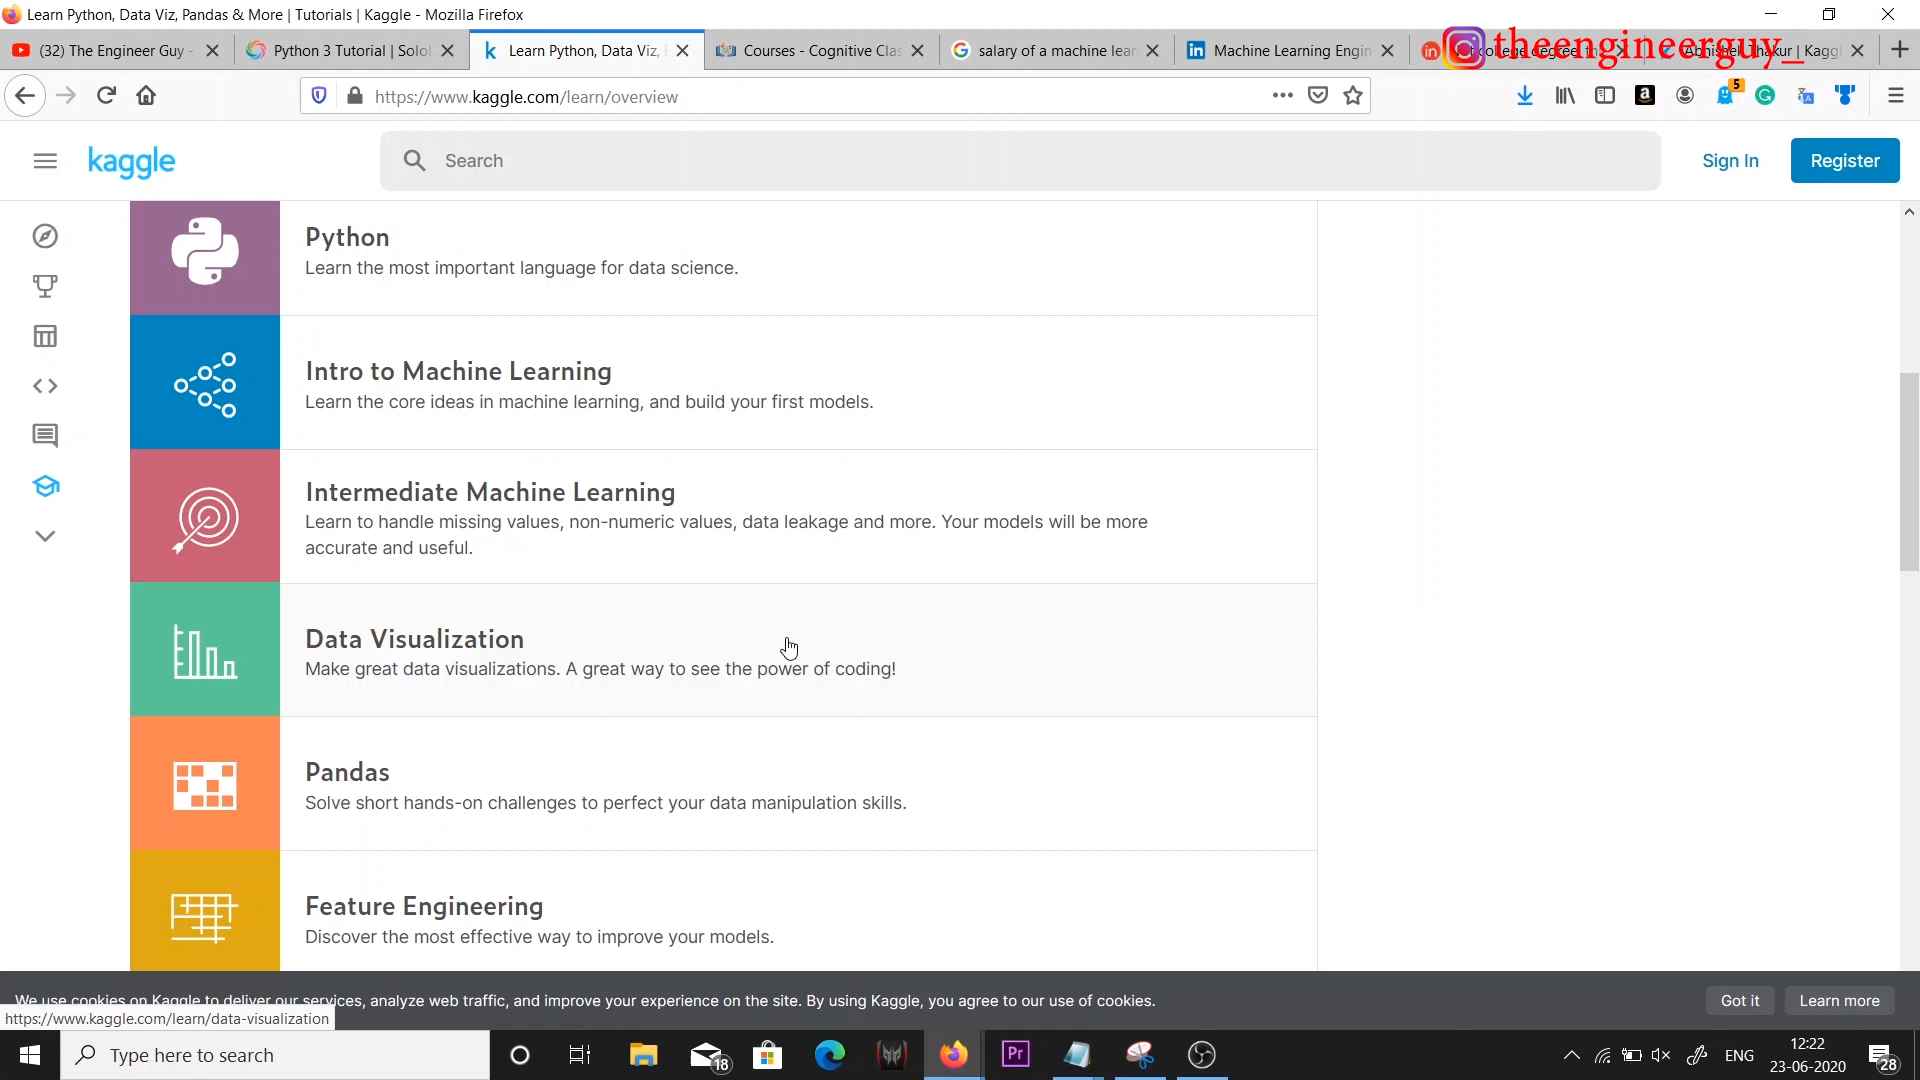 Learn Python, Data Viz, Pandas & More | Tutorials | Kaggle - Mozilla Firefox
(32) The Engineer Guy -
Python 3 Tutorial | Solo
Learn Python, Data Viz,
Courses - Cognitive Clas
salary of a machine lear
Machine Learning Engin
college degree
Abhishek Thakur | Kaggl
theengineerguy_
https://www.kaggle.com/learn/overview
5
kaggle
Search
Sign In
Register
Python
Learn the most important language for data science.
Intro to Machine Learning
Learn the core ideas in machine learning, and build your first models.
Intermediate Machine Learning
Learn to handle missing values, non-numeric values, data leakage and more. Your models will be more
accurate and useful.
Data Visualization
Make great data visualizations. A great way to see the power of coding!
Pandas
Solve short hands-on challenges to perfect your data manipulation skills.
Feature Engineering
Discover the most effective way to improve your models.
We use cookies on Kaggle to deliver our services, analyze web traffic, and improve your experience on the site. By using Kaggle, you agree to our use of cookies.
Got it
Learn more
https://www.kaggle.com/learn/data-visualization
Type here to search
18
Pr
ENG
12:22
23-06-2020
28